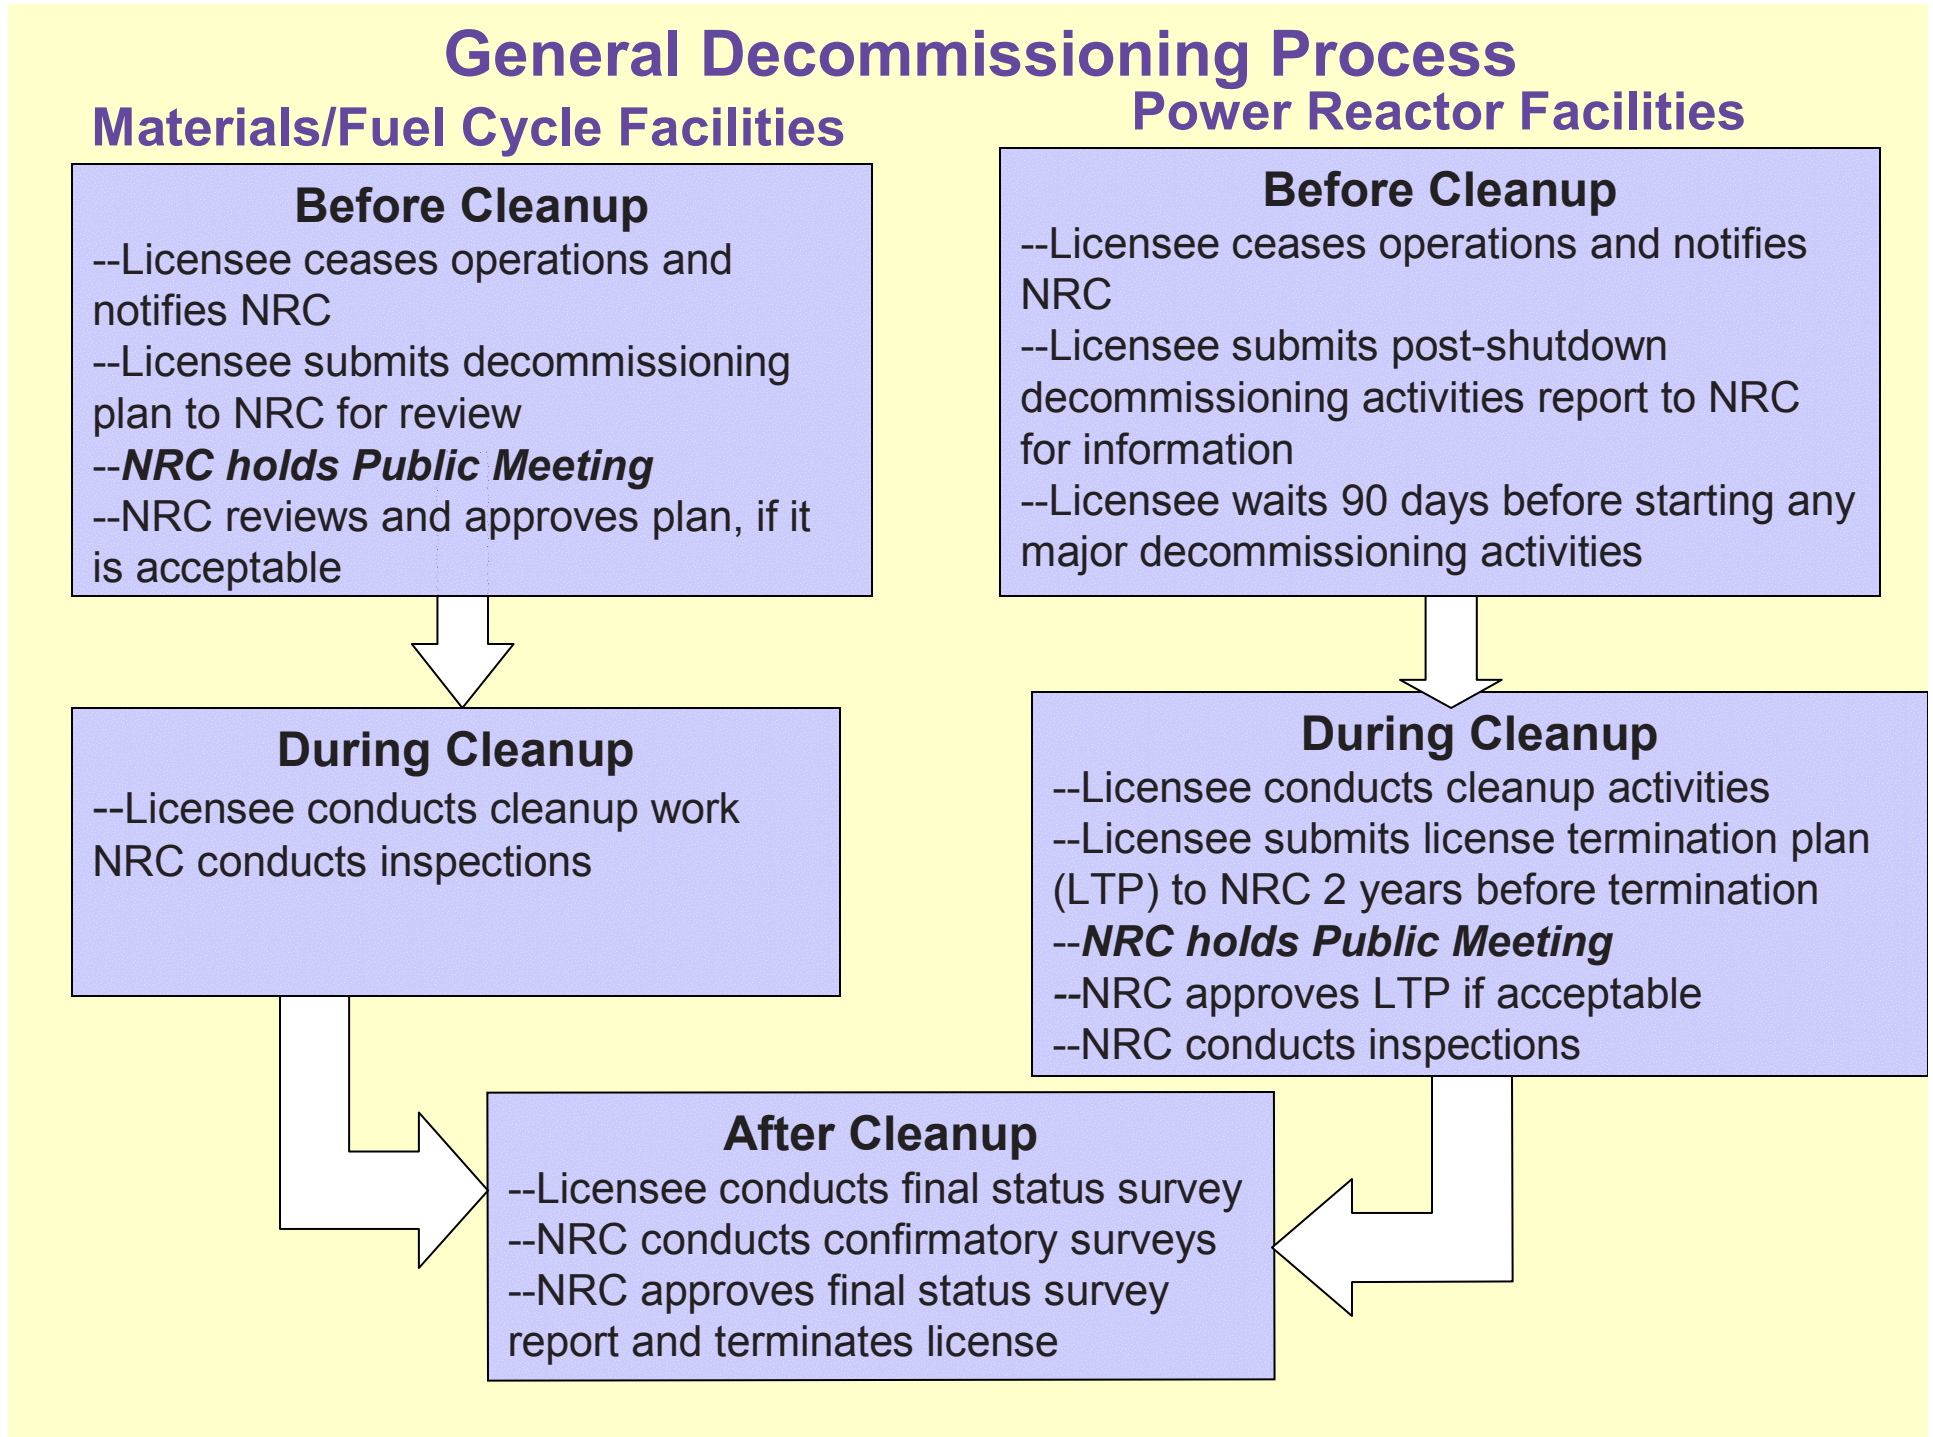 General Decommissioning Process
Materials/Fuel Cycle Facilities
Before Cleanup
--Licensee ceases operations and
notifies NRC
--Licensee submits decommissioning
plan to NRC for review
--NRC holds Public Meeting
--NRC reviews and approves plan, if it
is acceptable
During Cleanup
--Licensee conducts cleanup work
NRC conducts inspections
Power Reactor Facilities
Before Cleanup
--Licensee ceases operations and notifies
NRC
--Licensee submits post-shutdown
decommissioning activities report to NRC
for information
--Licensee waits 90 days before starting any
major decommissioning activities
During Cleanup
--Licensee conducts cleanup activities
--Licensee submits license termination plan
(LTP) to NRC 2 years before termination
--NRC holds Public Meeting
--NRC approves LTP if acceptable
--NRC conducts inspections
After Cleanup
--Licensee conducts final status survey
--NRC conducts confirmatory surveys
--NRC approves final status survey
report and terminates license